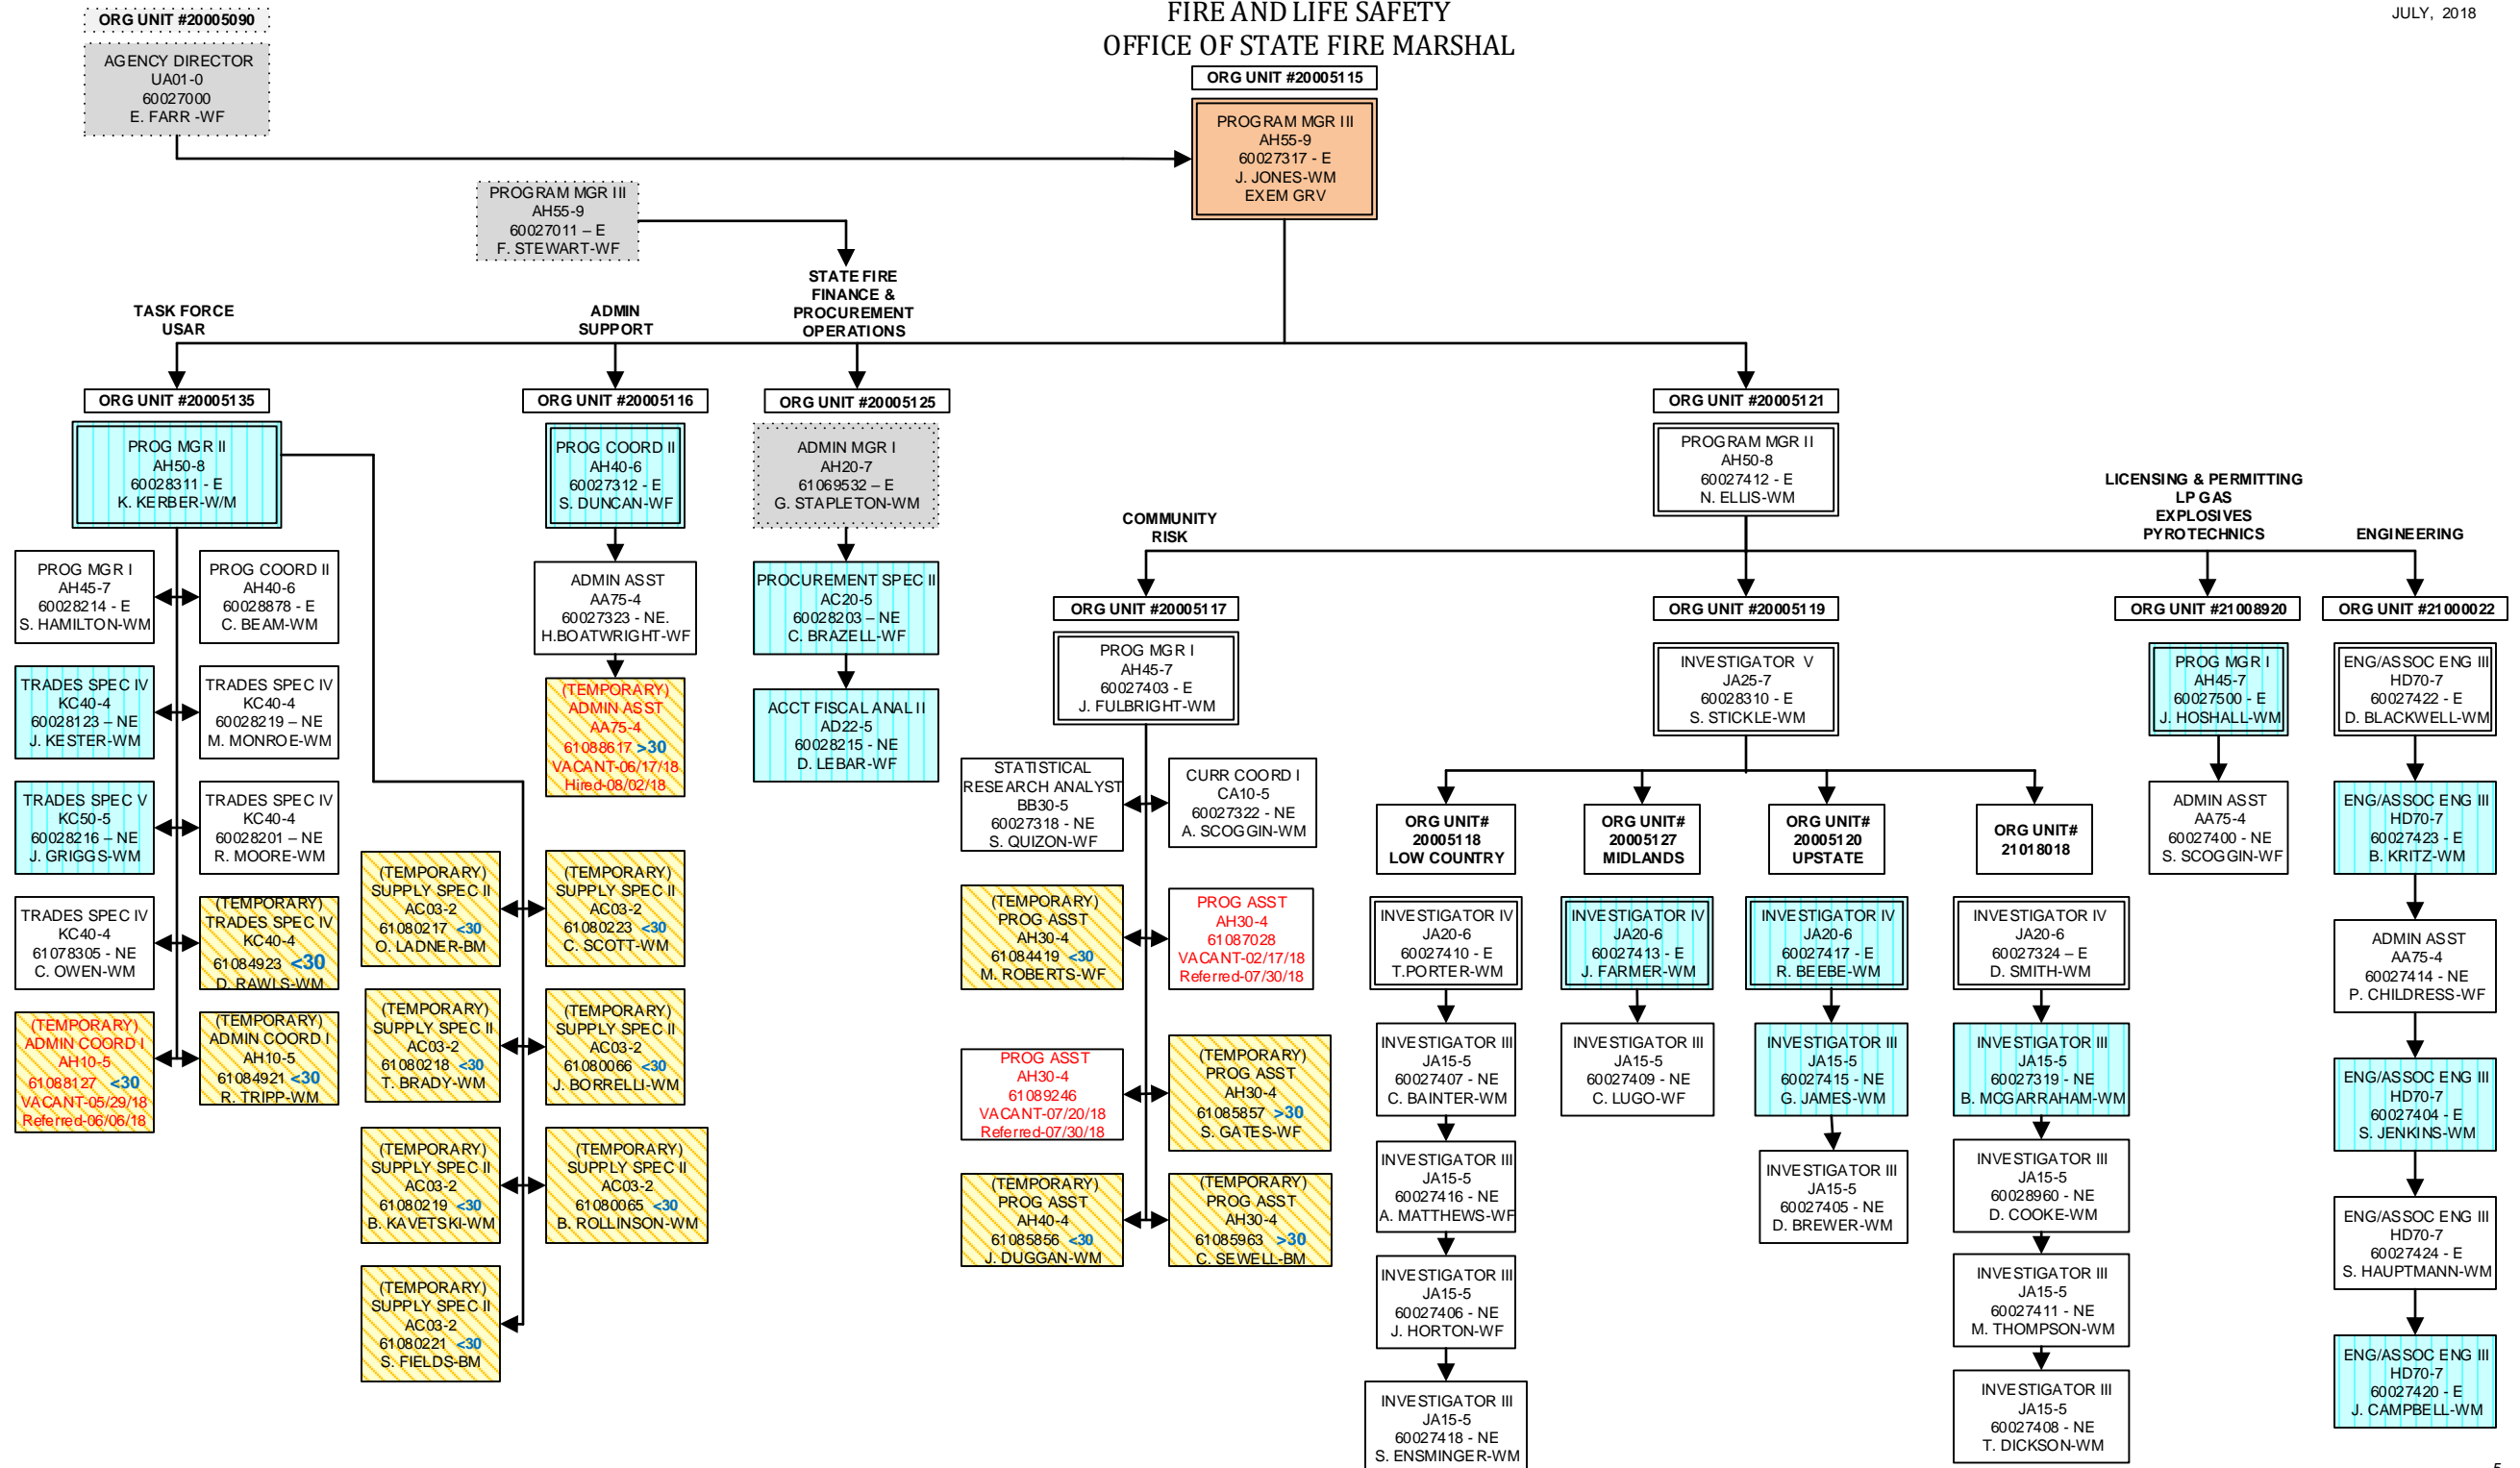 FIRE AND LIFE SAFETY
OFFICE OF STATE FIRE MARSHAL
JULY, 2018
ORG UNIT #20005090
AGENCY DIRECTOR
UA01-0
60027000
E. FARR -WF
ORG UNIT #20005115
PROGRAM MGR III
AH55-9
60027317 - E
J. JONES-WM
EXEM GRV
PROGRAM MGR III
AH55-9
60027011 – E
F. STEWART-WF
TASK FORCE
USAR
ORG UNIT #20005135
PROG MGR II
AH50-8
60028311 - E
K. KERBER-W/M
PROG MGR I
AH45-7
60028214 - E
S. HAMILTON-WM
PROG COORD II
AH40-6
60028878 - E
C. BEAM-WM
TRADES SPEC IV
KC40-4
60028123 – NE
J. KESTER-WM
TRADES SPEC IV
KC40-4
60028219 – NE
M. MONROE-WM
TRADES SPEC V
KC50-5
60028216 – NE
J. GRIGGS-WM
TRADES SPEC IV
KC40-4
60028201 – NE
R. MOORE-WM
TRADES SPEC IV
KC40-4
61078305 - NE
C. OWEN-WM
(TEMPORARY)
TRADES SPEC IV
KC40-4
61084923 <30
D. RAWLS-WM
(TEMPORARY)
ADMIN COORD I
AH10-5
61088127 <30
VACANT-05/29/18
Referred-06/06/18
(TEMPORARY)
ADMIN COORD I
AH10-5
61084921 <30
R. TRIPP-WM
(TEMPORARY)
SUPPLY SPEC II
AC03-2
61080217 <30
O. LADNER-BM
(TEMPORARY)
SUPPLY SPEC II
AC03-2
61080223 <30
C. SCOTT-WM
(TEMPORARY)
SUPPLY SPEC II
AC03-2
61080218 <30
T. BRADY-WM
(TEMPORARY)
SUPPLY SPEC II
AC03-2
61080066 <30
J. BORRELLI-WM
(TEMPORARY)
SUPPLY SPEC II
AC03-2
61080219 <30
B. KAVETSKI-WM
(TEMPORARY)
SUPPLY SPEC II
AC03-2
61080065 <30
B. ROLLINSON-WM
(TEMPORARY)
SUPPLY SPEC II
AC03-2
61080221 <30
S. FIELDS-BM
ADMIN
SUPPORT
ORG UNIT #20005116
PROG COORD II
AH40-6
60027312 - E
S. DUNCAN-WF
ADMIN ASST
AA75-4
60027323 - NE.
H.BOATWRIGHT-WF
(TEMPORARY)
ADMIN ASST
AA75-4
61088617 >30
VACANT-06/17/18
Hired-08/02/18
STATE FIRE
FINANCE &
PROCUREMENT
OPERATIONS
ORG UNIT #20005125
ADMIN MGR I
AH20-7
61069532 – E
G. STAPLETON-WM
PROCUREMENT SPEC II
AC20-5
60028203 – NE
C. BRAZELL-WF
ACCT FISCAL ANAL II
AD22-5
60028215 - NE
D. LEBAR-WF
ORG UNIT #20005121
PROGRAM MGR II
AH50-8
60027412 - E
N. ELLIS-WM
COMMUNITY
RISK
ORG UNIT #20005117
PROG MGR I
AH45-7
60027403 - E
J. FULBRIGHT-WM
STATISTICAL
RESEARCH ANALYST
BB30-5
60027318 - NE
S. QUIZON-WF
CURR COORD I
CA10-5
60027322 - NE
A. SCOGGIN-WM
(TEMPORARY)
PROG ASST
AH30-4
61084419 <30
M. ROBERTS-WF
PROG ASST
AH30-4
61087028
VACANT-02/17/18
Referred-07/30/18
PROG ASST
AH30-4
61089246
VACANT-07/20/18
Referred-07/30/18
(TEMPORARY)
PROG ASST
AH30-4
61085857 >30
S. GATES-WF
(TEMPORARY)
PROG ASST
AH40-4
61085856 <30
J. DUGGAN-WM
(TEMPORARY)
PROG ASST
AH30-4
61085963 >30
C. SEWELL-BM
ORG UNIT #20005119
INVESTIGATOR V
JA25-7
60028310 - E
S. STICKLE-WM
ORG UNIT#
20005118
LOW COUNTRY
INVESTIGATOR IV
JA20-6
60027410 - E
T.PORTER-WM
INVESTIGATOR III
JA15-5
60027407 - NE
C. BAINTER-WM
INVESTIGATOR III
JA15-5
60027416 - NE
A. MATTHEWS-WF
INVESTIGATOR III
JA15-5
60027406 - NE
J. HORTON-WF
INVESTIGATOR III
JA15-5
60027418 - NE
S. ENSMINGER-WM
ORG UNIT#
20005127
MIDLANDS
INVESTIGATOR IV
JA20-6
60027413 - E
J. FARMER-WM
INVESTIGATOR III
JA15-5
60027409 - NE
C. LUGO-WF
ORG UNIT#
20005120
UPSTATE
INVESTIGATOR IV
JA20-6
60027417 - E
R. BEEBE-WM
INVESTIGATOR III
JA15-5
60027415 - NE
G. JAMES-WM
INVESTIGATOR III
JA15-5
60027405 - NE
D. BREWER-WM
ORG UNIT#
21018018
INVESTIGATOR IV
JA20-6
60027324 – E
D. SMITH-WM
INVESTIGATOR III
JA15-5
60027319 - NE
B. MCGARRAHAM-WM
INVESTIGATOR III
JA15-5
60028960 - NE
D. COOKE-WM
INVESTIGATOR III
JA15-5
60027411 - NE
M. THOMPSON-WM
INVESTIGATOR III
JA15-5
60027408 - NE
T. DICKSON-WM
LICENSING & PERMITTING
LP GAS
EXPLOSIVES
PYROTECHNICS
ORG UNIT #21008920
PROG MGR I
AH45-7
60027500 - E
J. HOSHALL-WM
ADMIN ASST
AA75-4
60027400 - NE
S. SCOGGIN-WF
ENGINEERING
ORG UNIT #21000022
ENG/ASSOC ENG III
HD70-7
60027422 - E
D. BLACKWELL-WM
ENG/ASSOC ENG III
HD70-7
60027423 - E
B. KRITZ-WM
ADMIN ASST
AA75-4
60027414 - NE
P. CHILDRESS-WF
ENG/ASSOC ENG III
HD70-7
60027404 - E
S. JENKINS-WM
ENG/ASSOC ENG III
HD70-7
60027424 - E
S. HAUPTMANN-WM
ENG/ASSOC ENG III
HD70-7
60027420 - E
J. CAMPBELL-WM